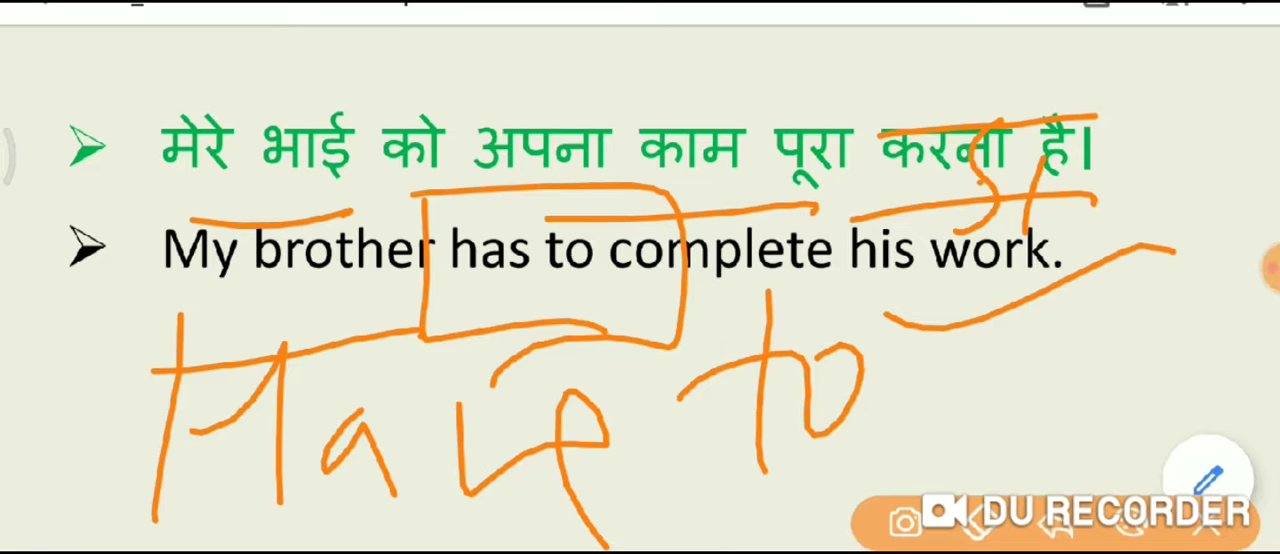 मेरे भाई को अपना काम पूरा करना है।
My brother has to complete his work.
Have to
DU RECORDER